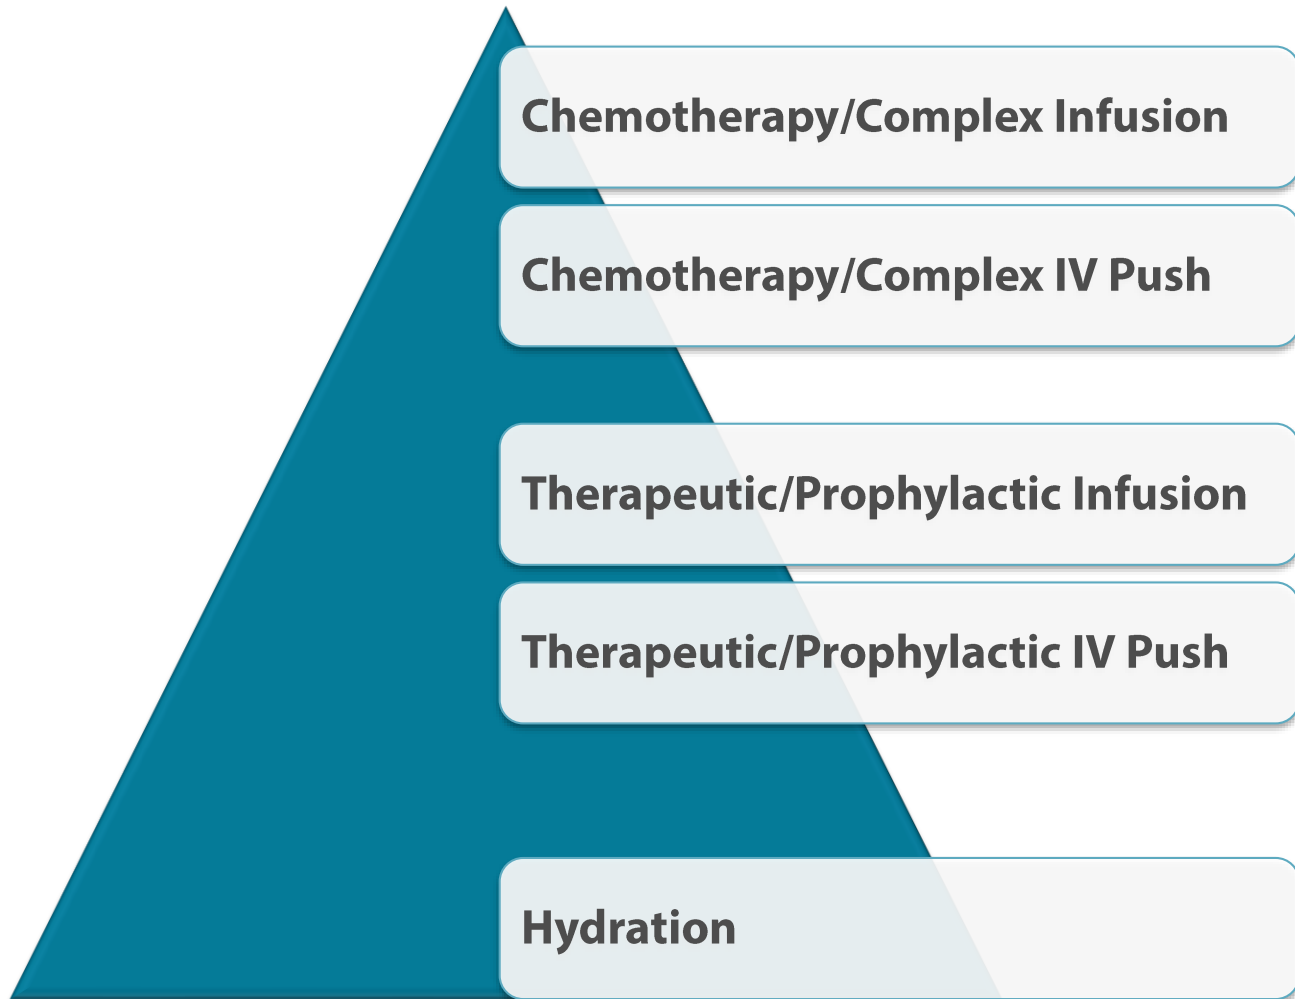 Chemotherapy/Complex Infusion
Chemotherapy/Complex IV Push
Therapeutic/Prophylactic Infusion
Therapeutic/Prophylactic IV Push
Hydration